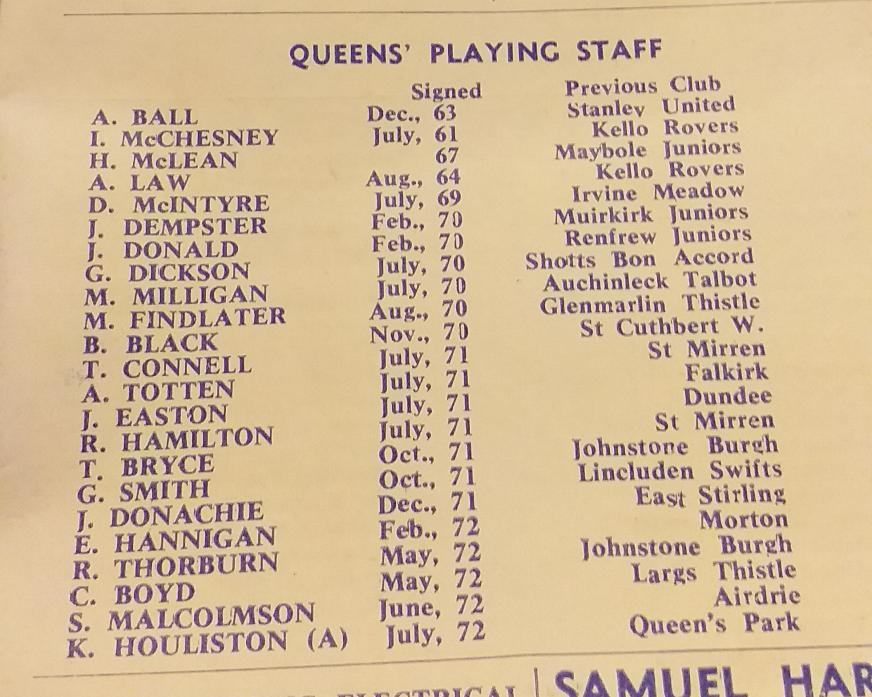 QUEENS' PLAYING STAFF
Signed Previous Club
A. BALL Dec., 63 Stanley United
I. McCHESNEY July, 61 Kello Rovers
H. McLEAN 67 Maybole Juniors
A. LAW Aug., 64 Kello Rovers
D. McINTYRE July, 69 Irvine Meadow
J. DEMPSTER Feb., 70 Muirkirk Juniors
J. DONALD Feb., 70 Renfrew Juniors
G. DICKSON July, 70 Shotts Bon Accord
M. MILLIGAN July, 70 Auchinleck Talbot
M. FINDLATER Aug., 70 Glenmarlin Thistle
B. BLACK Nov., 70 St Cuthbert W.
T. CONNELL July, 71 St Mirren
A. TOTTEN July, 71 Falkirk
J. EASTON July, 71 Dundee
R. HAMILTON July, 71 St Mirren
T. BRYCE Oct., 71 Johnstone Burgh
G. SMITH Oct., 71 Lincluden Swifts
J. DONACHIE Dec., 71 East Stirling
E. HANNIGAN Feb., 72 Morton
R. THORBURN May, 72 Johnstone Burgh
C. BOYD May, 72 Largs Thistle
S. MALCOLMSON June, 72 Airdrie
K. HOULISTON (A) July, 72 Queen's Park
ELECTRICAL SAMUEL HAR